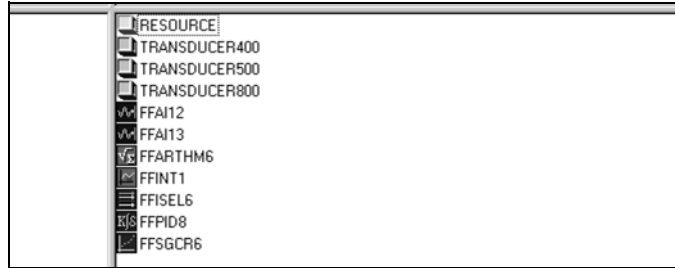 RESOURCE
TRANSDUCER400
TRANSDUCER500
TRANSDUCER800
FFAI12
FFAI13
FFARTHM6
FFINT1
FFISEL6
FFPID8
FFSGCR6